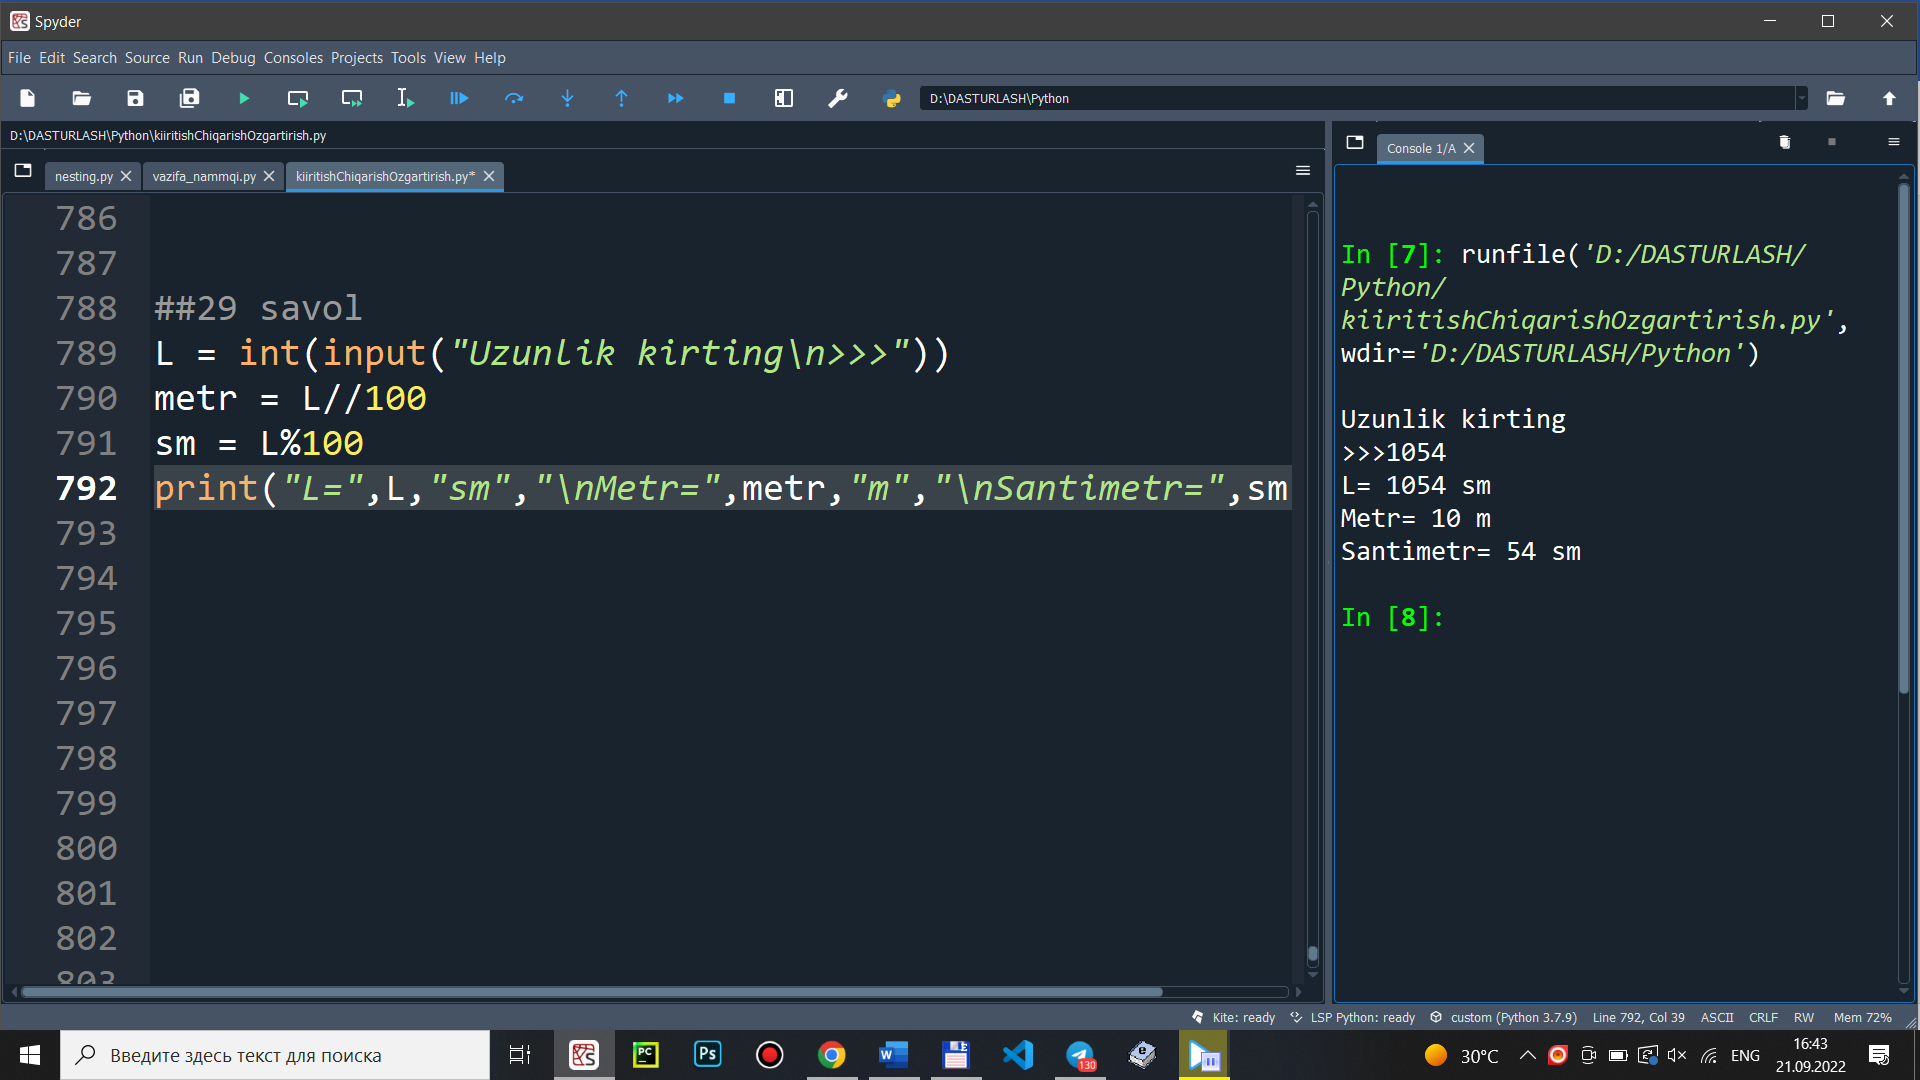 Spyder
File Edit Search Source Run Debug Consoles Projects Tools View Help
D:\DASTURLASH\Python
D:\DASTURLASH\Python\kiiritishChiqarishOzgartirish.py
nesting.py
vazifa_nammqi.py
kiiritishChiqarishOzgartirish.py*
786
787
788 ##29 savol
789 L = int(input("Uzunlik kirting\n>>>"))
790 metr = L//100
791 sm = L%100
792 print("L=",L,"sm","\nMetr=",metr,"m","\nSantimetr=",sm
793
794
795
796
797
798
799
800
801
802
803
Console 1/A
In [7]: runfile('D:/DASTURLASH/
Python/
kiiritishChiqarishOzgartirish.py',
wdir='D:/DASTURLASH/Python')
Uzunlik kirting
>>>1054
L= 1054 sm
Metr= 10 m
Santimetr= 54 sm
In [8]:
Kite: ready LSP Python: ready custom (Python 3.7.9) Line 792, Col 39 ASCII CRLF RW Mem 72%
Введите здесь текст для поиска
PC
Ps
130
30°C
ENG
16:43
21.09.2022